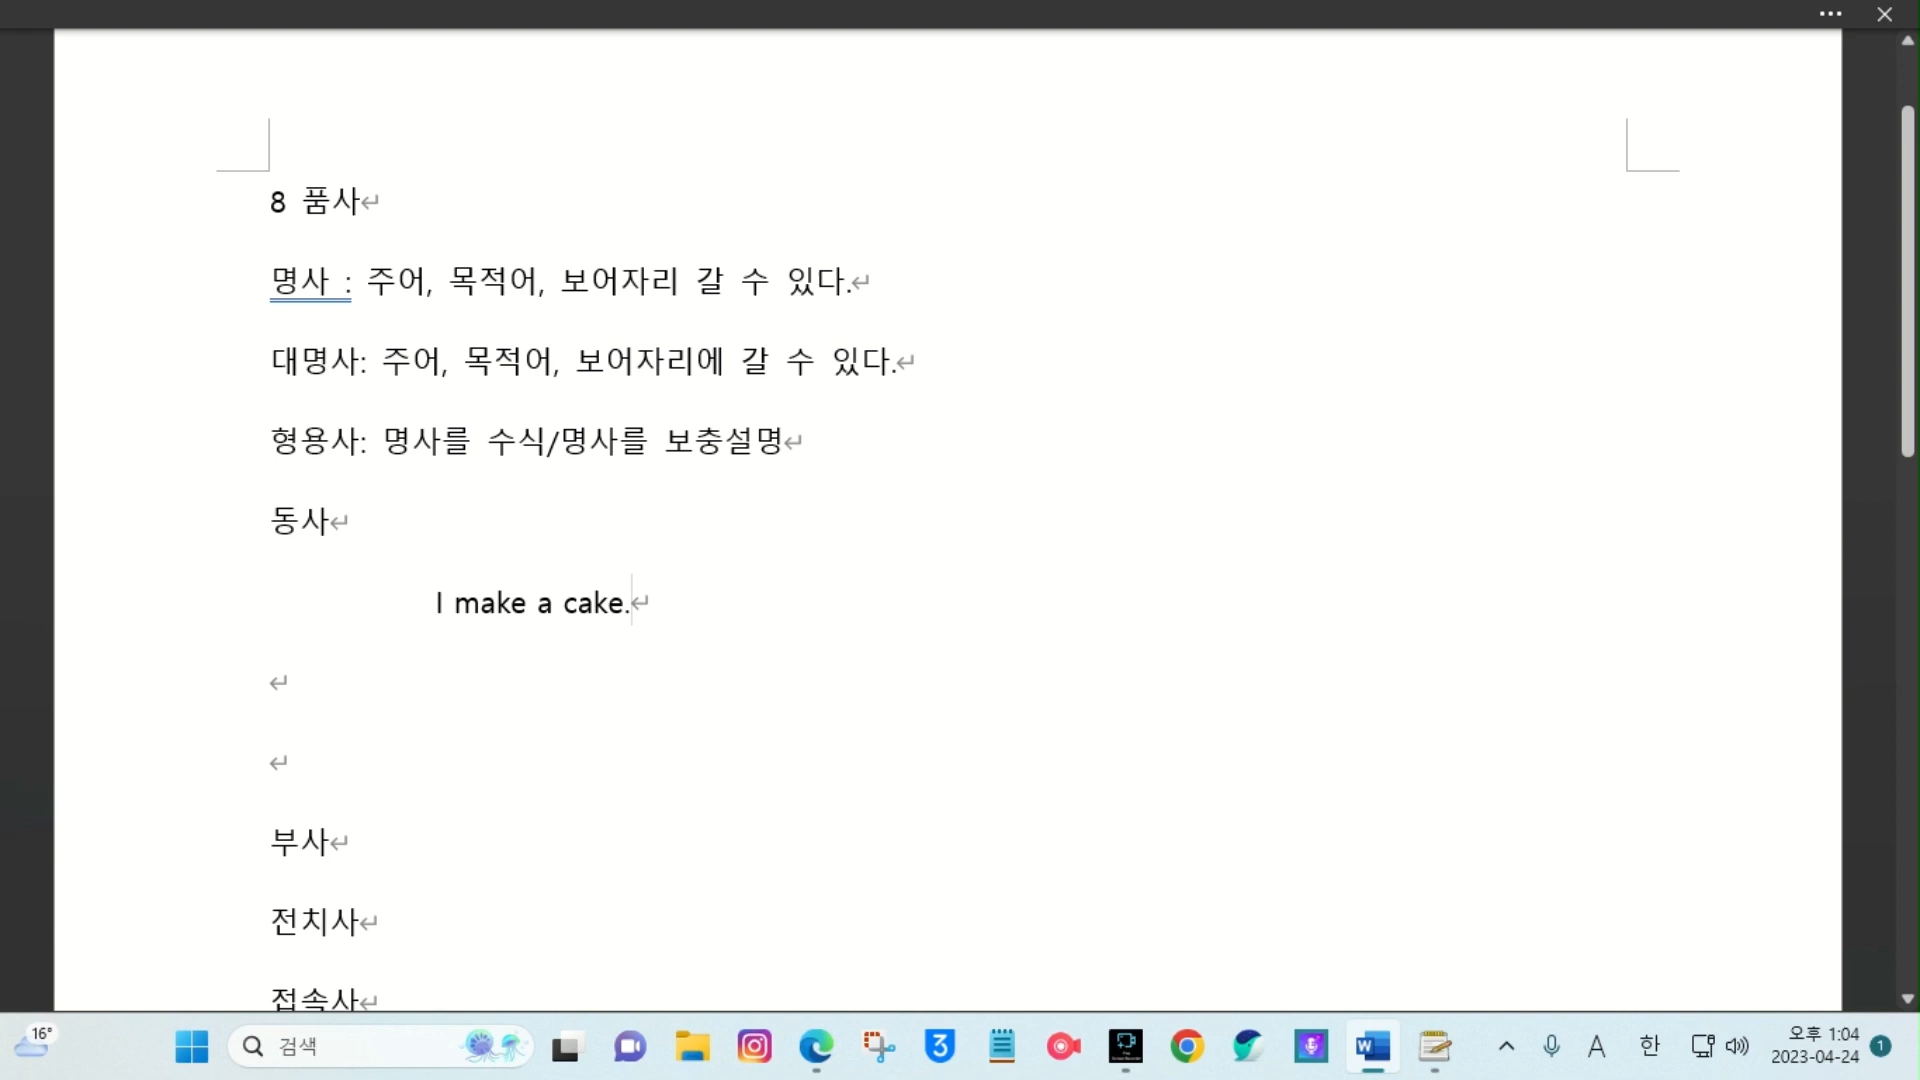 8 품사
명사 : 주어, 목적어, 보어자리 갈 수 있다.
대명사: 주어, 목적어, 보어자리에 갈 수 있다.
형용사: 명사를 수식/명사를 보충설명
동사
I make a cake.
부사
전치사
접속사
16°
검색
3
W
A
한
오후 1:04
2023-04-24
1